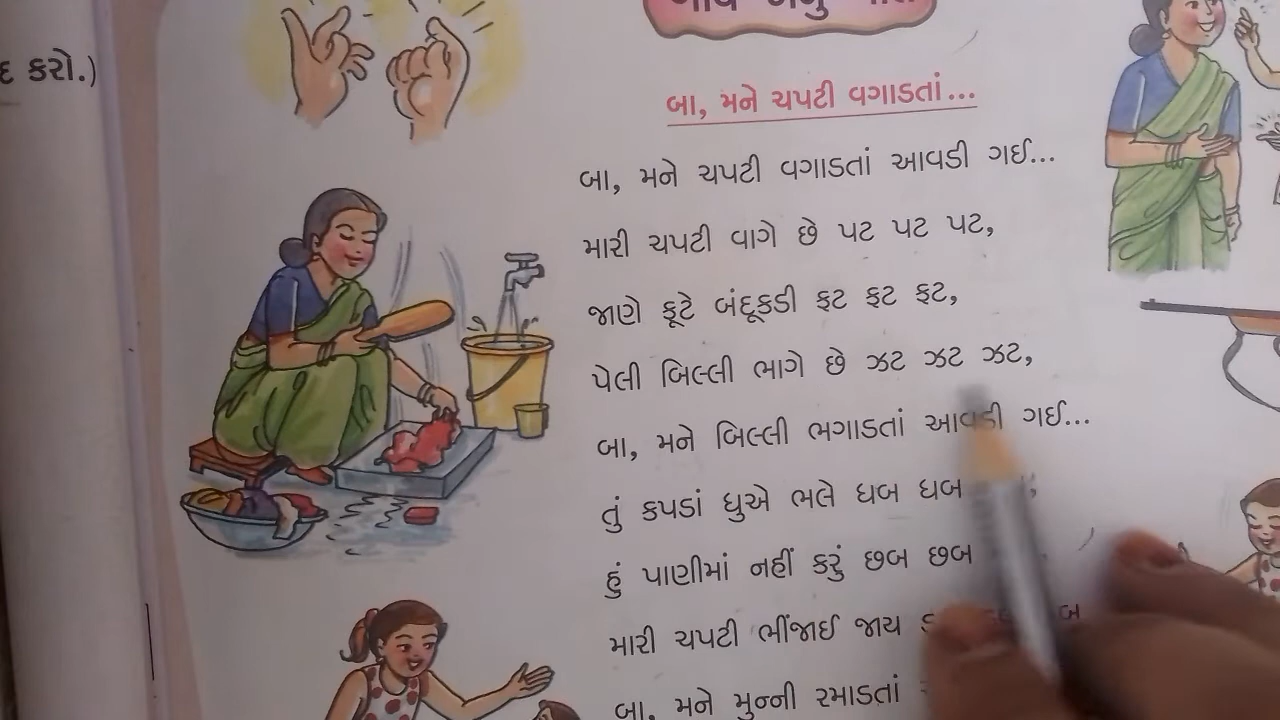 કરો.)
બા, મને ચપટી વગાડતાં...
બા, મને ચપટી વગાડતાં આવડી ગઈ...
મારી ચપટી વાગે છે પટ પટ પટ,
જાણે ફૂટે બંદૂકડી ફટ ફટ ફટ,
પેલી બિલ્લી ભાગે છે ઝટ ઝટ ઝટ,
બા, મને બિલ્લી ભગાડતાં આવડી ગઈ...
તું કપડાં ધુએ ભલે ધબ ધબ
હું પાણીમાં નહીં કરું છબ છબ
મારી ચપટી ભીંજાઈ જાય
બા, મને મુન્ની રમાડતાં